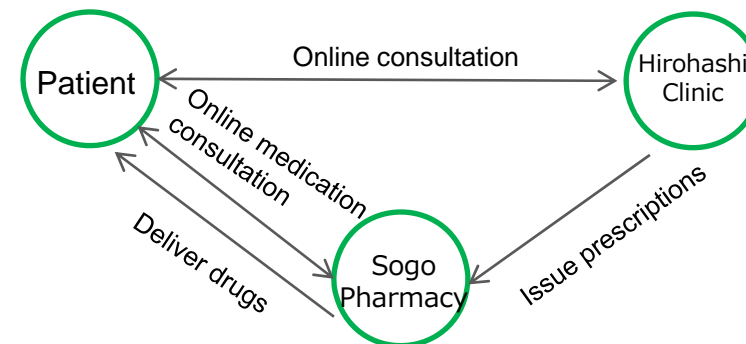 Online consultation
Patient
Hirohashi
Clinic
Online medication
consultation
Deliver drugs
Issue prescriptions
Sogo
Pharmacy